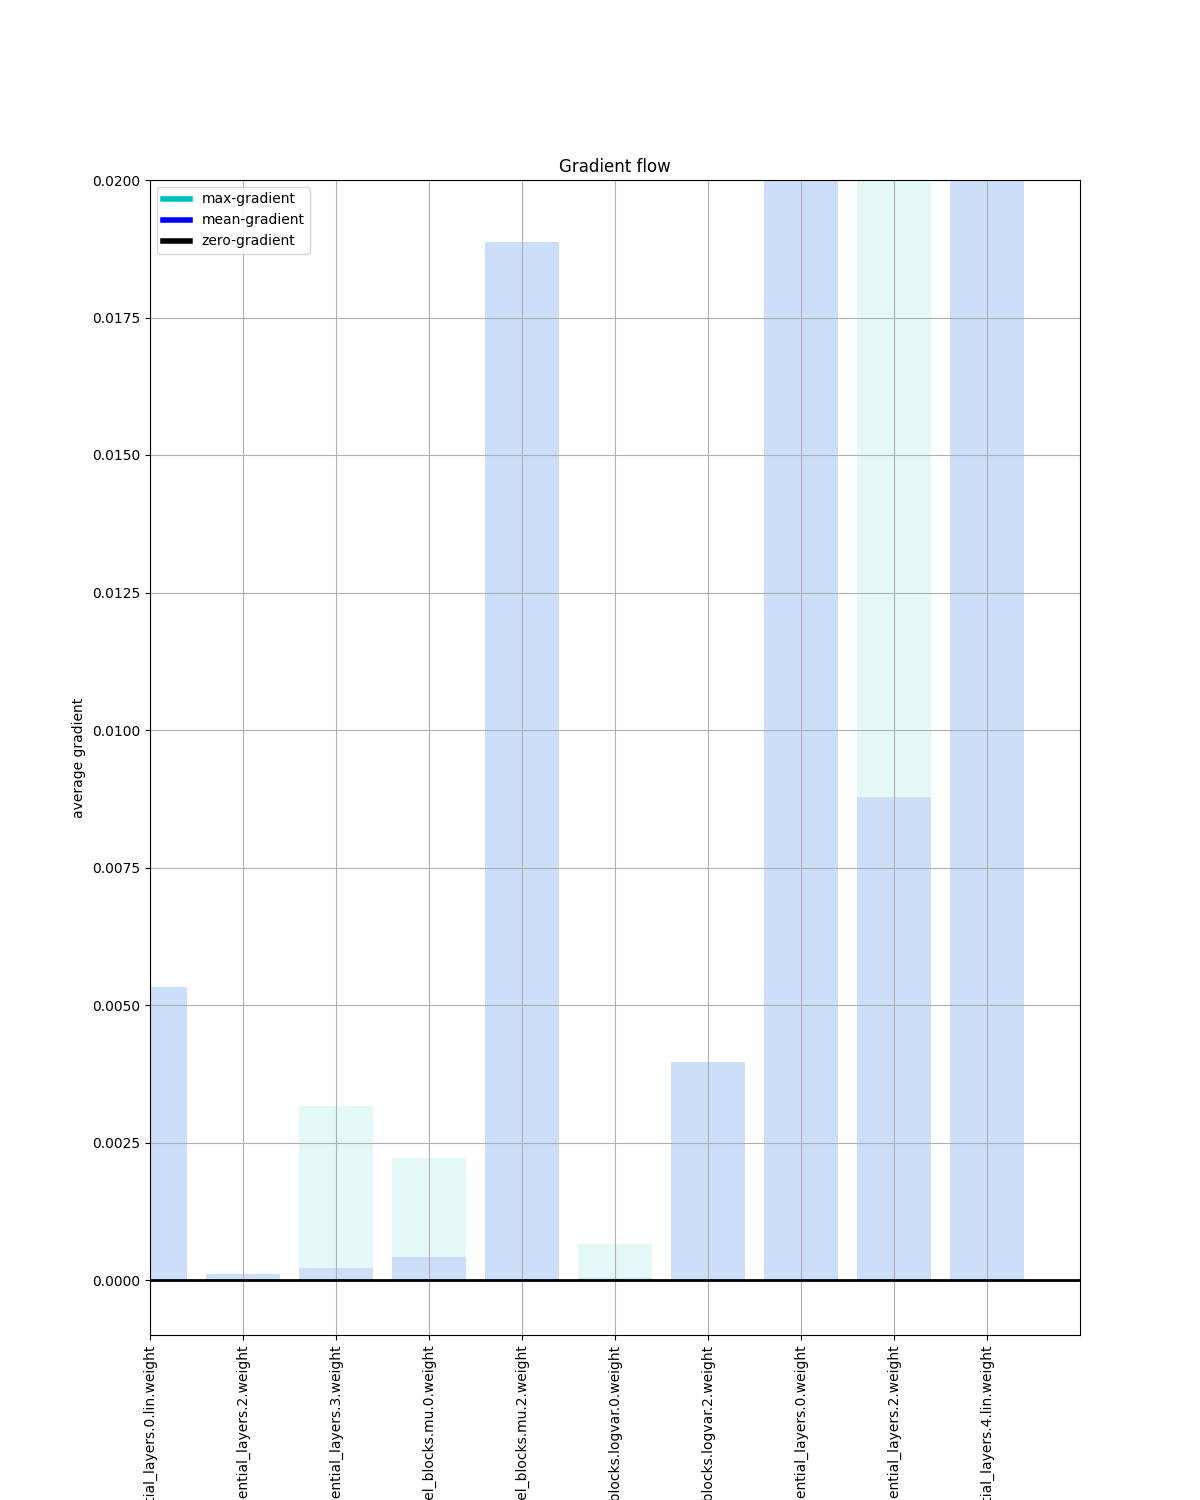 Gradient flow
max-gradient
mean-gradient
zero-gradient
0.0200
0.0175
0.0150
0.0125
0.0100
0.0075
0.0050
0.0025
0.0000
average gradient
tial_layers.0.lin.weight
ential_layers.2.weight
ential_layers.3.weight
el_blocks.mu.0.weight
el_blocks.mu.2.weight
blocks.logvar.0.weight
blocks.logvar.2.weight
ential_layers.0.weight
ential_layers.2.weight
tial_layers.4.lin.weight